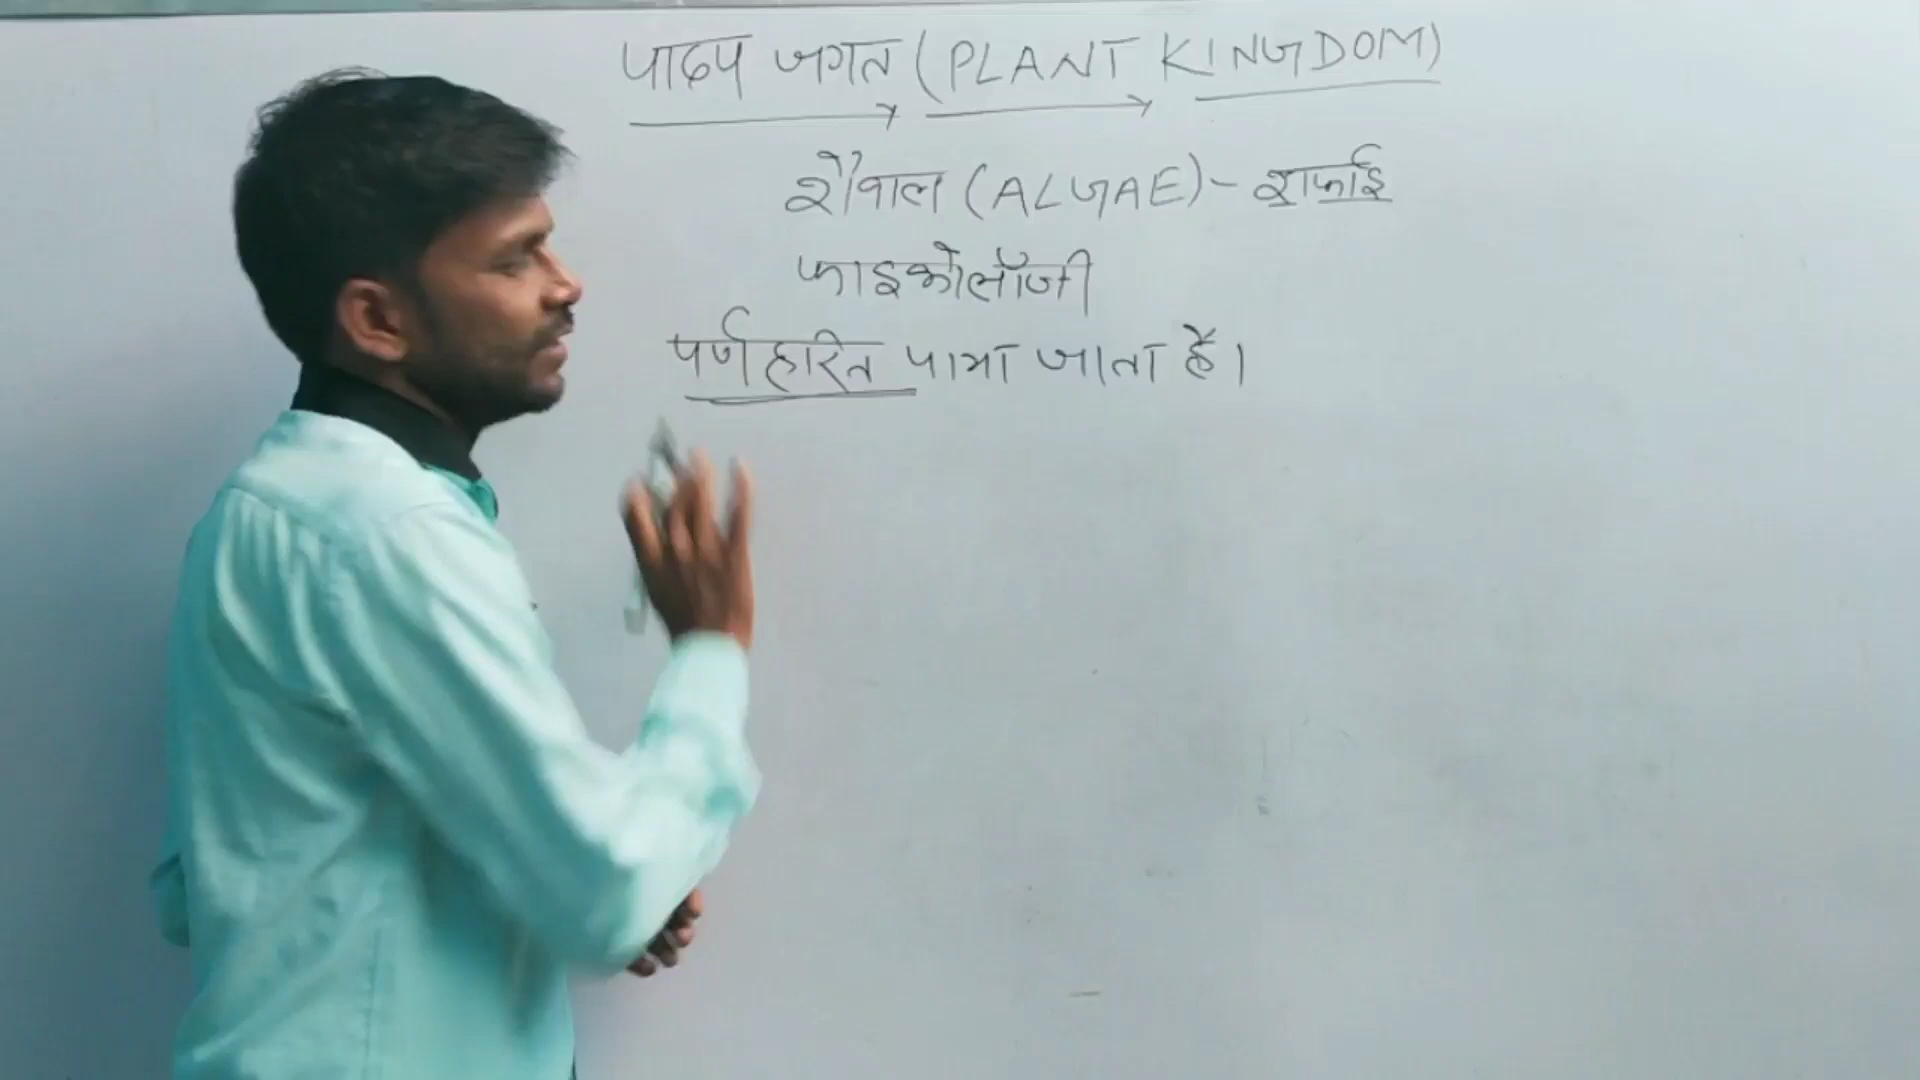 पादप जगत (PLANT KINGDOM)
शैवाल (ALGAE) -
फाइकोलॉजी
पर्णहरित पाया जाता है।